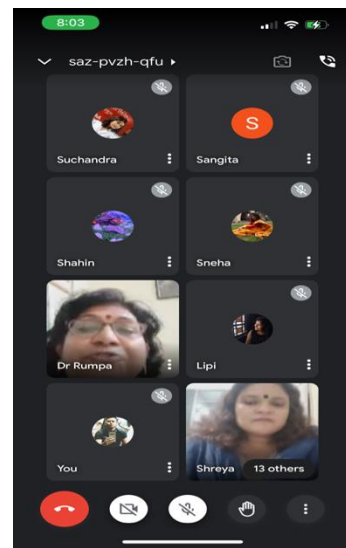 8:03
saz-pvzh-qfu
S
Suchandra
Sangita
Shahin
Sneha
Dr Rumpa
Lipi
You
Shreya
13 others